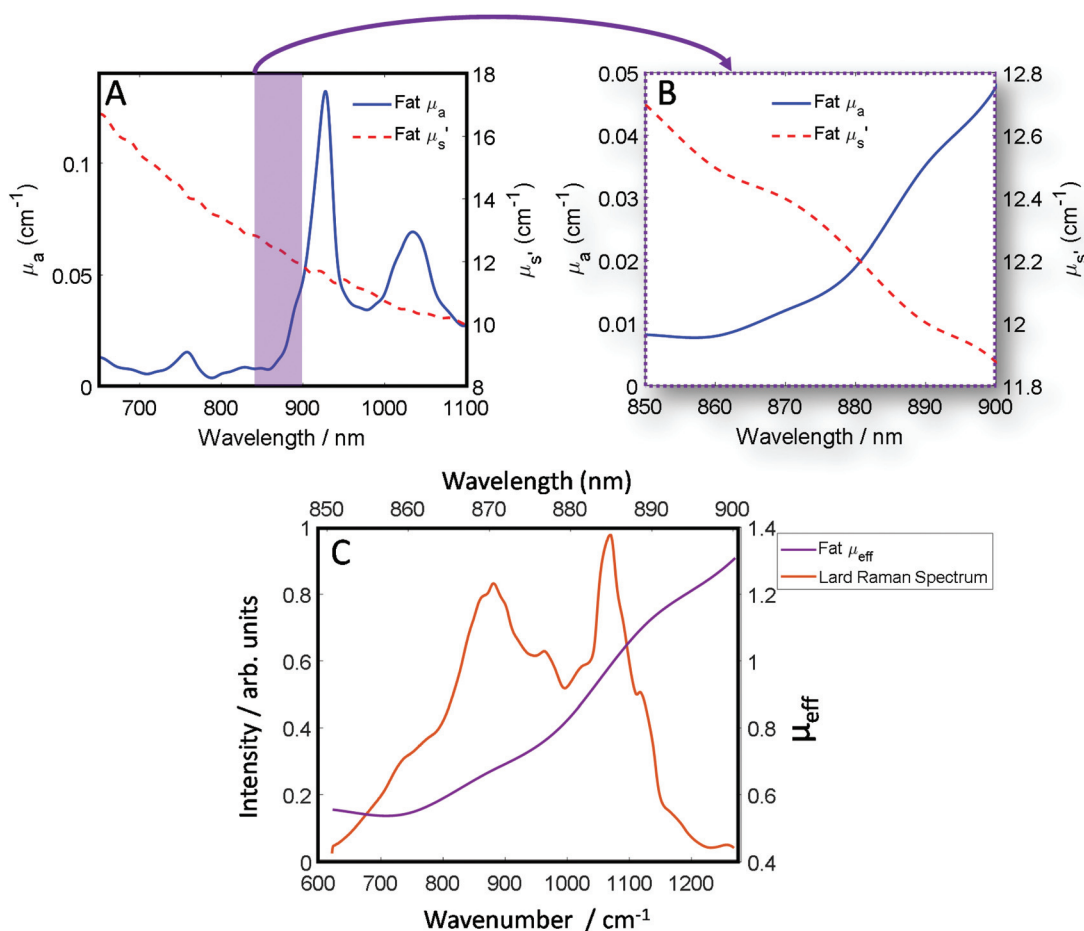 A
Fat μa
Fat μs'
μa (cm-1)
0.1
0.05
0
18
16
14
12
10
8
μs' (cm-1)
700 800 900 1000 1100
Wavelength / nm
B
Fat μa
Fat μs'
μa (cm-1)
0.05
0.04
0.03
0.02
0.01
0
12.8
12.6
12.4
12.2
12
11.8
μs' (cm-1)
850 860 870 880 890 900
Wavelength / nm
Wavelength (nm)
850 860 870 880 890 900
C
Intensity / arb. units
1
0.8
0.6
0.4
0.2
0
1.4
1.2
1
0.8
0.6
0.4
μeff
Fat μeff
Lard Raman Spectrum
600 700 800 900 1000 1100 1200
Wavenumber / cm-1